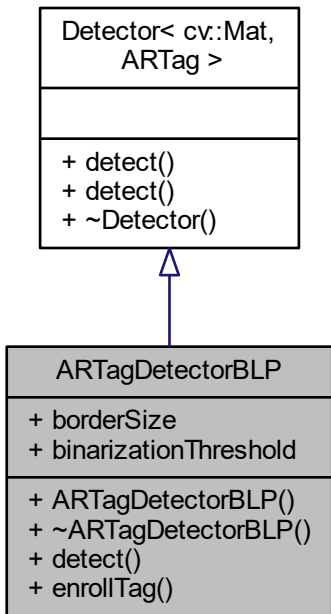 Detector< cv::Mat,
ARTag >
+ detect()
+ detect()
+ ~Detector()
ARTagDetectorBLP
+ borderSize
+ binarizationThreshold
+ ARTagDetectorBLP()
+ ~ARTagDetectorBLP()
+ detect()
+ enrollTag()